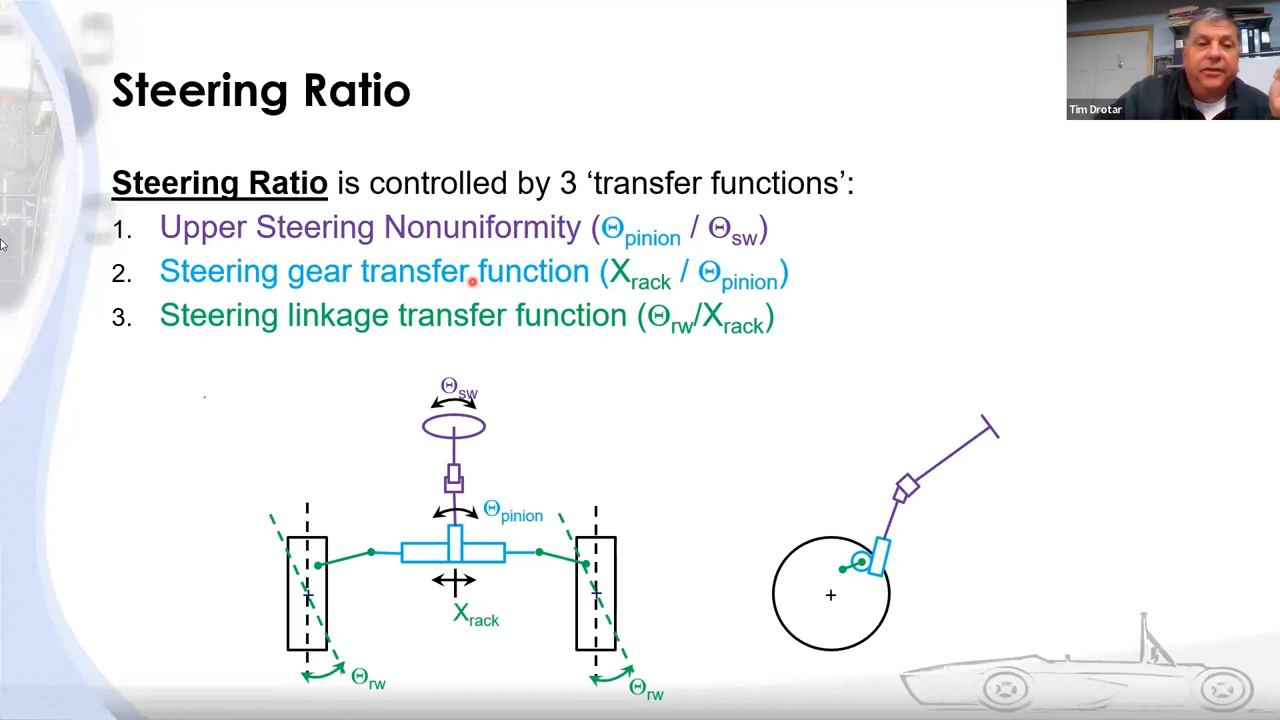 Steering Ratio
Tim Drotar
Steering Ratio is controlled by 3 ‘transfer functions’:
1. Upper Steering Nonuniformity (Θpinion / Θsw)
2. Steering gear transfer function (Xrack / Θpinion)
3. Steering linkage transfer function (Θrw/Xrack)
Θsw
Θpinion
Xrack
Θrw
Θrw